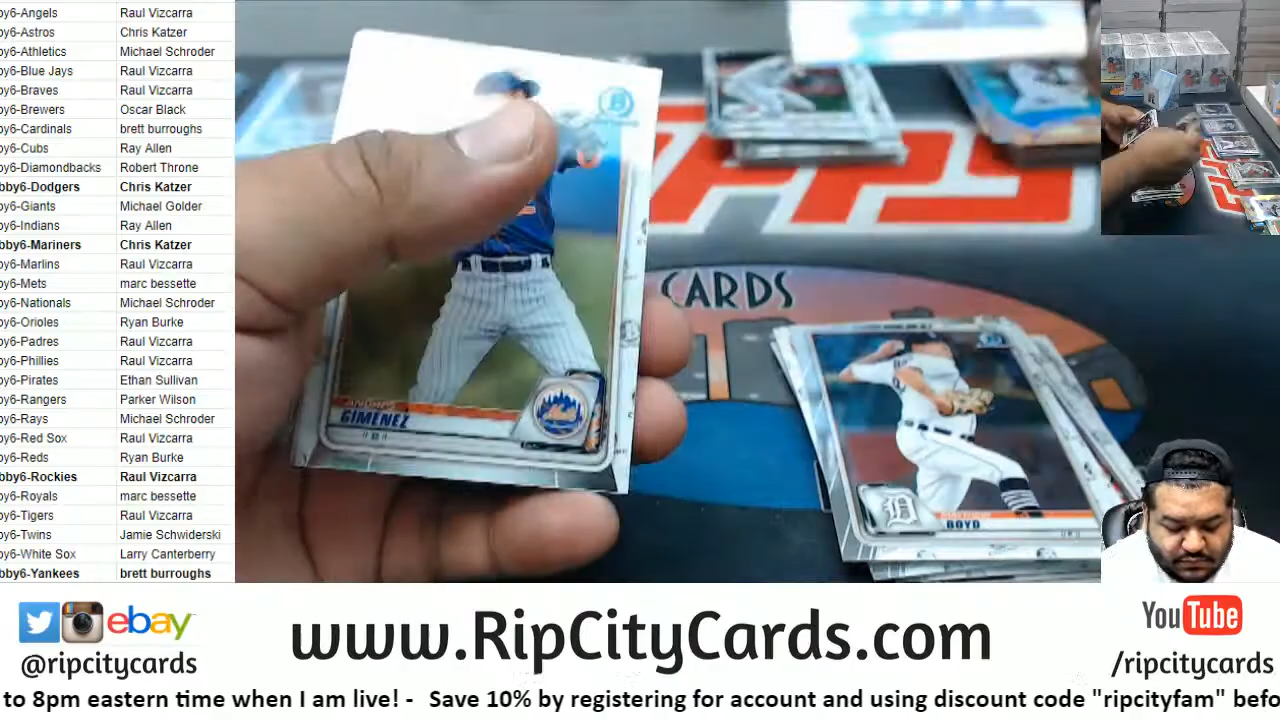 by6-Angels Raul Vizcarra
by6-Astros Chris Katzer
by6-Athletics Michael Schroder
by6-Blue Jays Raul Vizcarra
by6-Braves Raul Vizcarra
by6-Brewers Oscar Black
by6-Cardinals brett burroughs
by6-Cubs Ray Allen
by6-Diamondbacks Robert Throne
bby6-Dodgers Chris Katzer
by6-Giants Michael Golder
by6-Indians Ray Allen
bby6-Mariners Chris Katzer
by6-Marlins Raul Vizcarra
by6-Mets marc bessette
by6-Nationals Michael Schroder
by6-Orioles Ryan Burke
by6-Padres Raul Vizcarra
by6-Phillies Raul Vizcarra
by6-Pirates Ethan Sullivan
by6-Rangers Parker Wilson
by6-Rays Michael Schroder
by6-Red Sox Raul Vizcarra
by6-Reds Ryan Burke
bby6-Rockies Raul Vizcarra
by6-Royals marc bessette
by6-Tigers Raul Vizcarra
by6-Twins Jamie Schwiderski
by6-White Sox Larry Canterberry
bby6-Yankees brett burroughs
B
GIMENEZ
Mets
CARDS
BOYD
ebay
@ripcitycards
www.RipCityCards.com
YouTube
/ripcitycards
to 8pm eastern time when I am live! - Save 10% by registering for account and using discount code "ripcityfam" befo